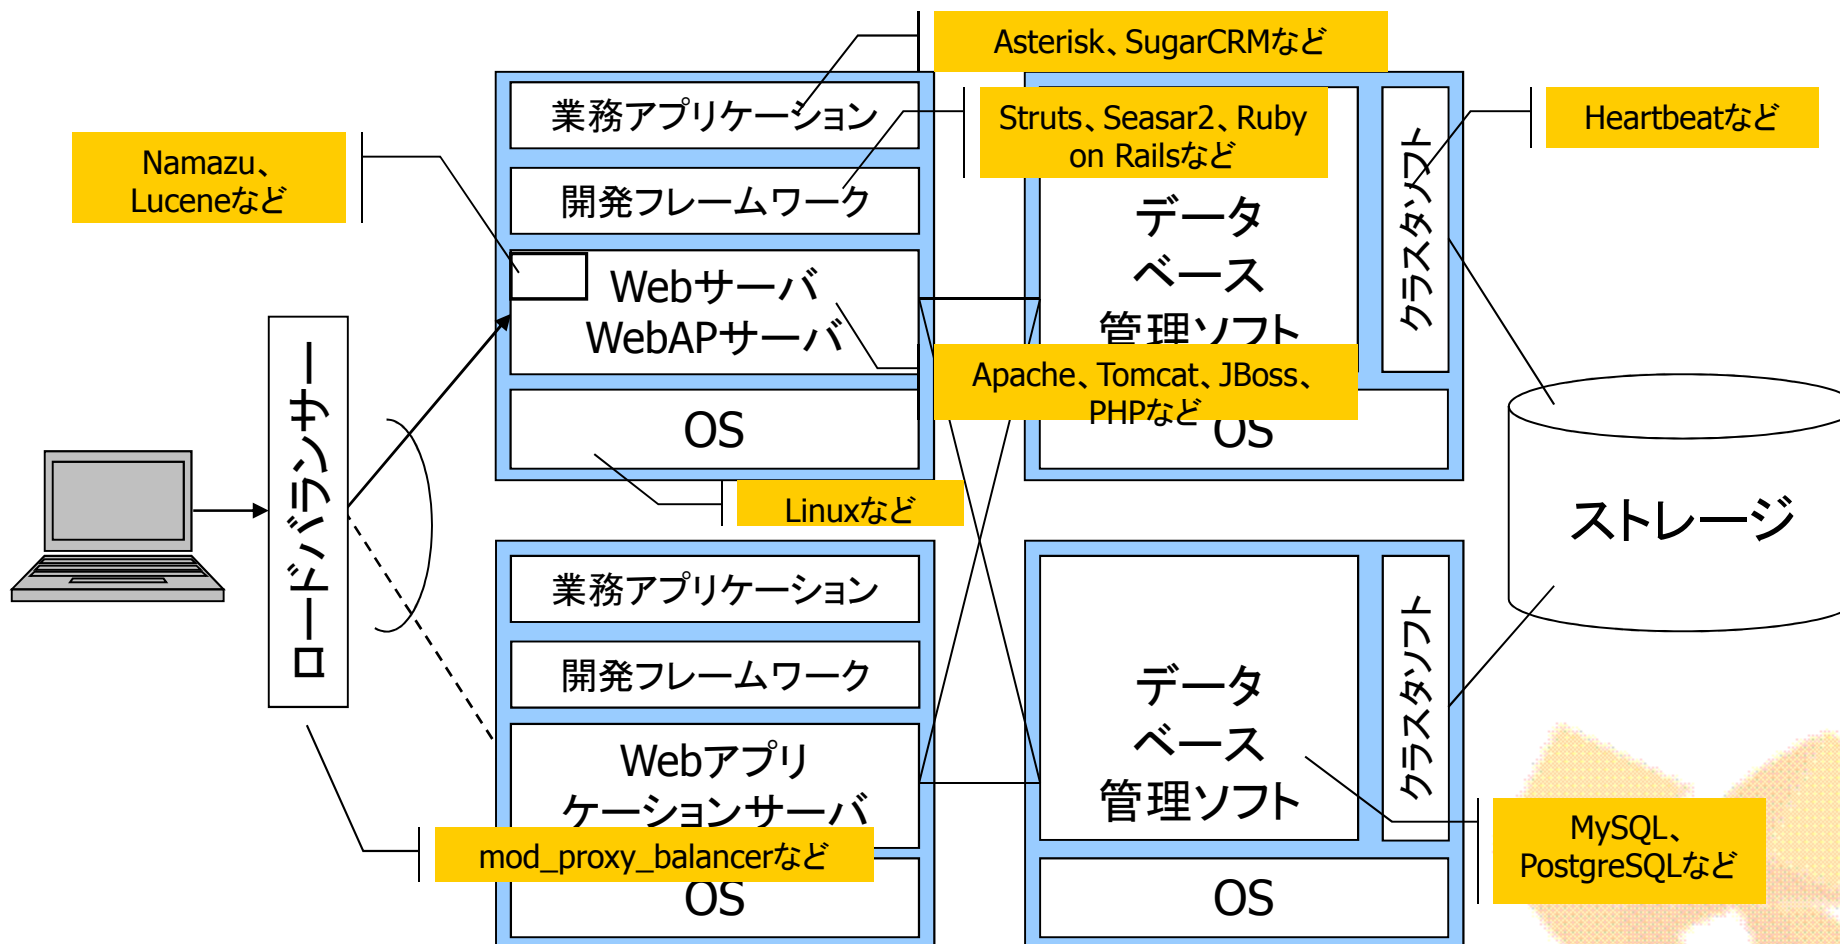 Asterisk、SugarCRMなど
業務アプリケーション
Struts、Seasar2、Ruby
on Railsなど
Heartbeatなど
Namazu、
Luceneなど
開発フレームワーク
データ
ベース
管理ソフト
クラスタソフト
Webサーバ
WebAPサーバ
Apache、Tomcat、JBoss、
PHPなど
OS
OS
ロードバランサー
Linuxなど
ストレージ
業務アプリケーション
開発フレームワーク
Webアプリ
ケーションサーバ
データ
ベース
管理ソフト
クラスタソフト
mod_proxy_balancerなど
MySQL、
PostgreSQLなど
OS
OS